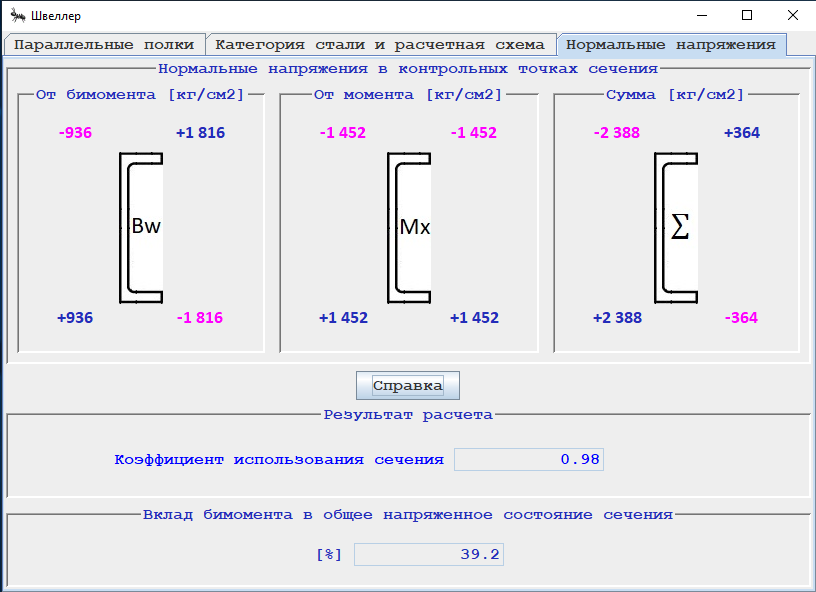 Швеллер
Параллельные полки Категория стали и расчетная схема Нормальные напряжения
Нормальные напряжения в контрольных точках сечения
От бимомента [кг/см2] От момента [кг/см2] Сумма [кг/см2]
-936 +1 816 -1 452 -1 452 -2 388 +364
Bw Mx Σ
+936 -1 816 +1 452 +1 452 +2 388 -364
Справка
Результат расчета
Коэффициент использования сечения 0.98
Вклад бимомента в общее напряженное состояние сечения
[%] 39.2